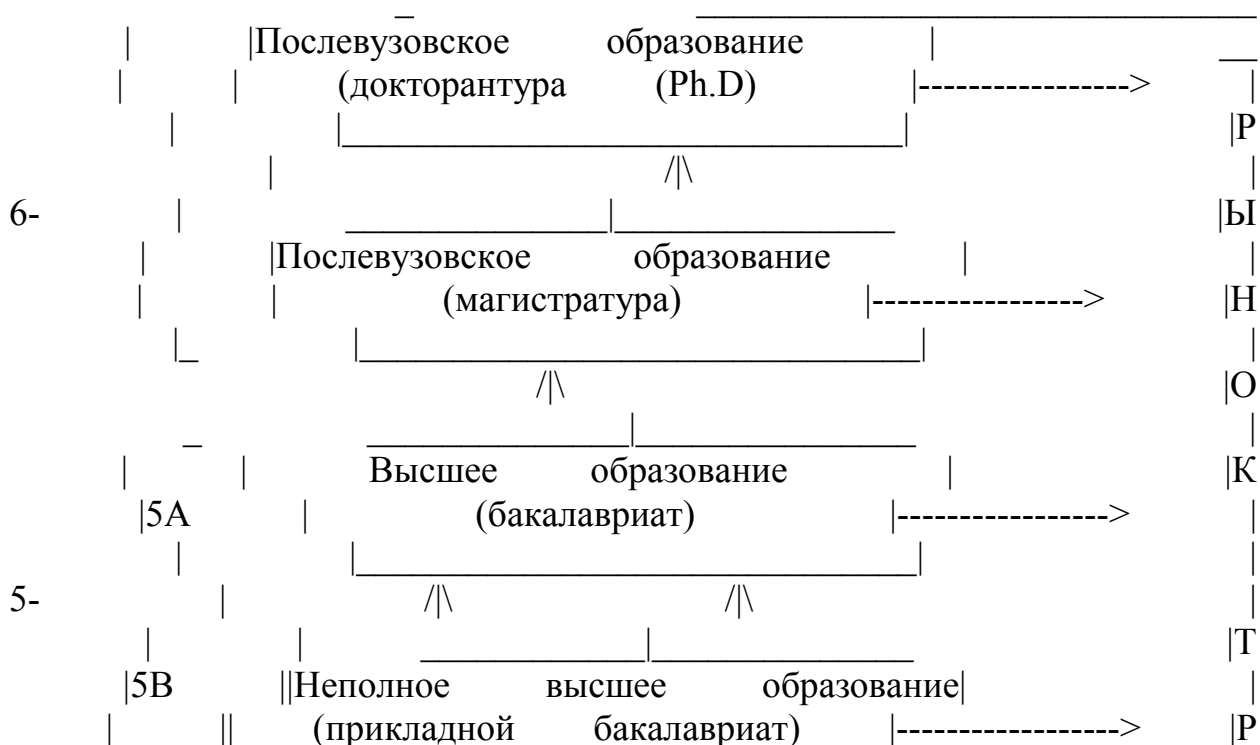 Послевузовское образование
(докторантура (Ph.D)
Р
6- Ы
Послевузовское образование
(магистратура) Н
О
Высшее образование К
5А (бакалавриат)
5-
Т
5В Неполное высшее образование
(прикладной бакалавриат) Р